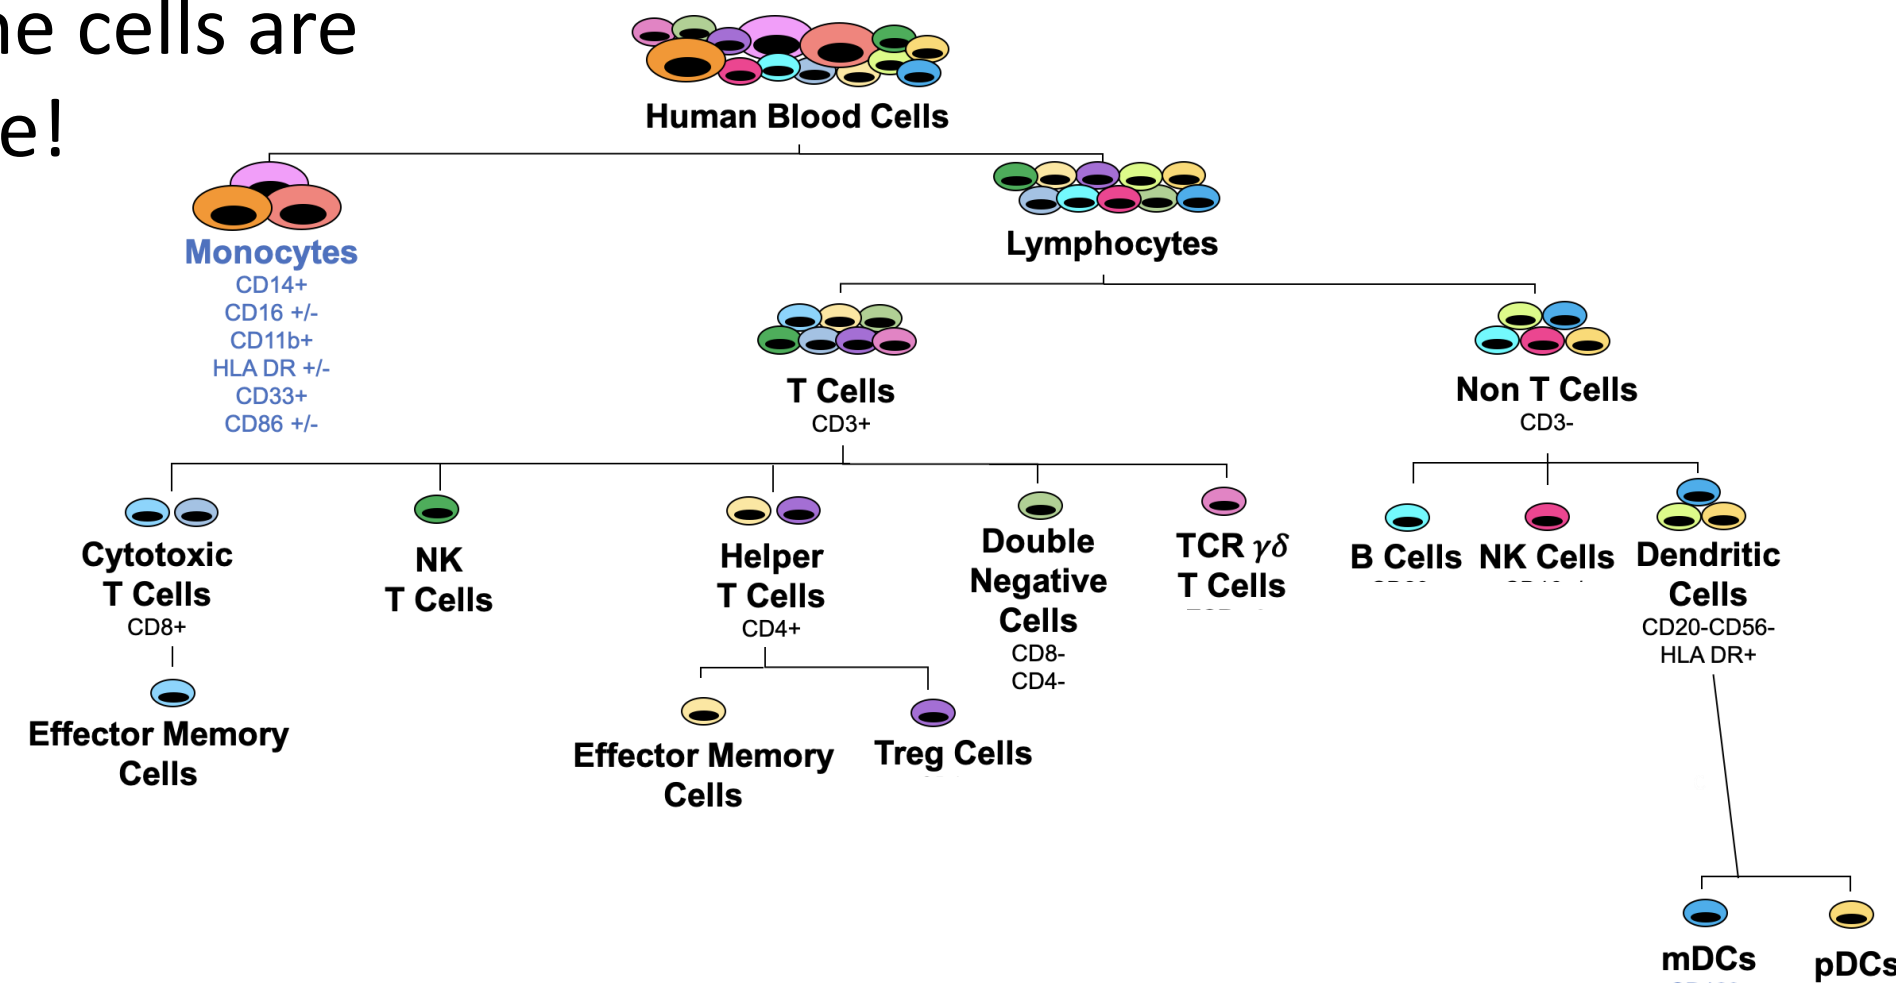 he cells are
e!
Human Blood Cells
Monocytes
CD14+
CD16 +/-
CD11b+
HLA DR +/-
CD33+
CD86 +/-
Lymphocytes
T Cells
CD3+
Non T Cells
CD3-
Cytotoxic
T Cells
CD8+
Effector Memory
Cells
NK
T Cells
Helper
T Cells
CD4+
Effector Memory
Cells
Treg Cells
Double
Negative
Cells
CD8-
CD4-
TCR γδ
T Cells
B Cells
NK Cells
Dendritic
Cells
CD20-CD56-
HLA DR+
mDCs
pDCs